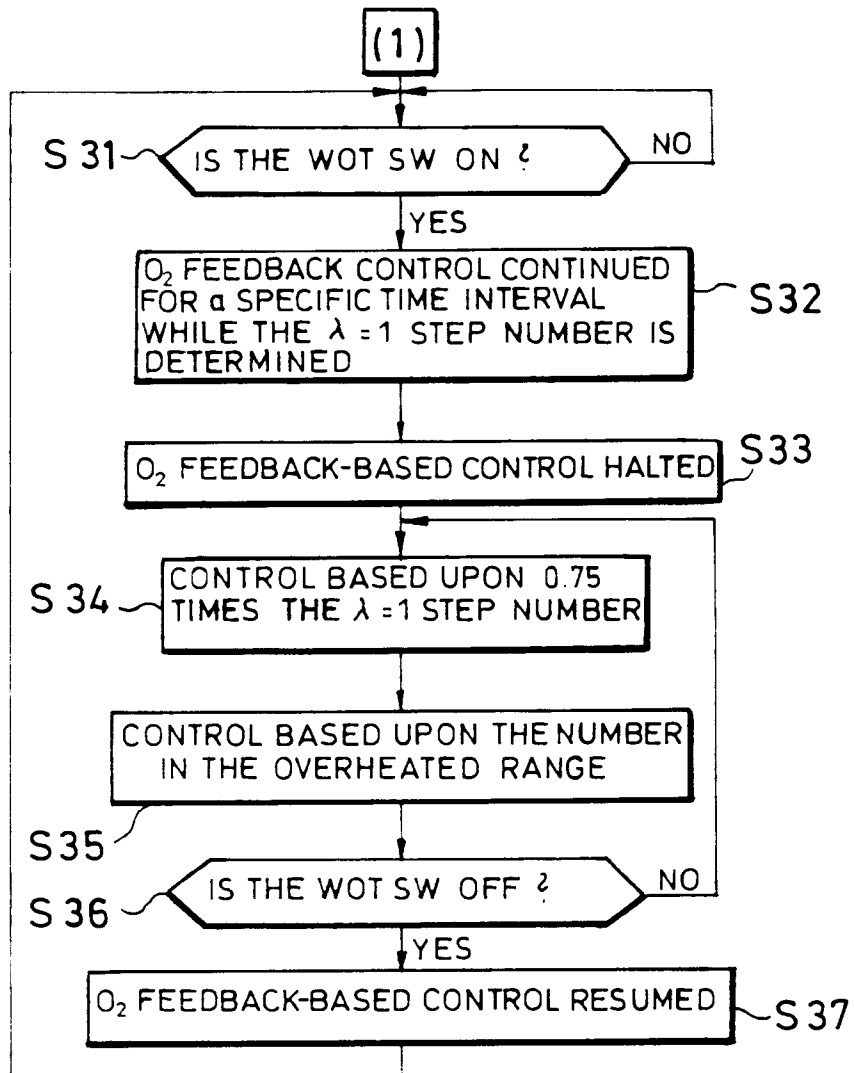 (1)
S 31
IS THE WOT SW ON ?
NO
YES
O₂ FEEDBACK CONTROL CONTINUED
FOR a SPECIFIC TIME INTERVAL
WHILE THE λ = 1 STEP NUMBER IS
DETERMINED
S32
O₂ FEEDBACK-BASED CONTROL HALTED
S33
CONTROL BASED UPON 0.75
TIMES THE λ = 1 STEP NUMBER
S 34
CONTROL BASED UPON THE NUMBER
IN THE OVERHEATED RANGE
S35
IS THE WOT SW OFF ?
NO
S36
YES
O₂ FEEDBACK-BASED CONTROL RESUMED
S37